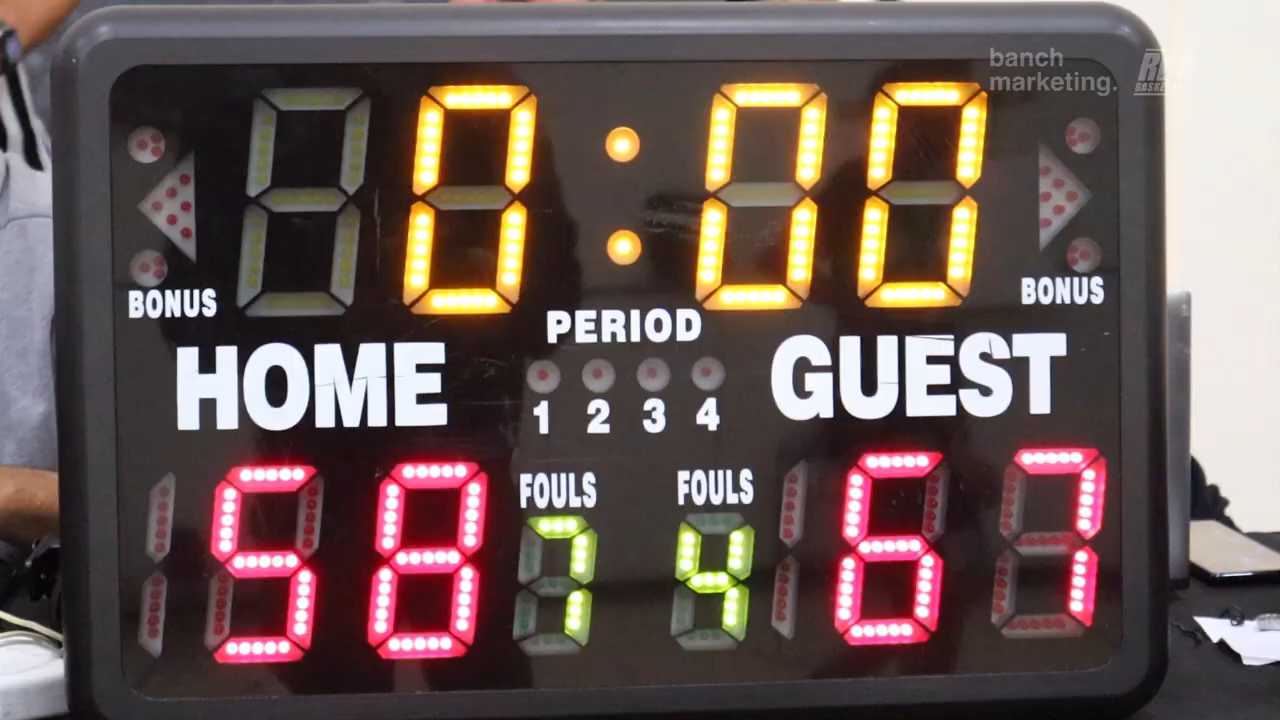 banch
marketing.
0:00
BONUS
BONUS
PERIOD
HOME
GUEST
1 2 3 4
FOULS
FOULS
58
7
4
67